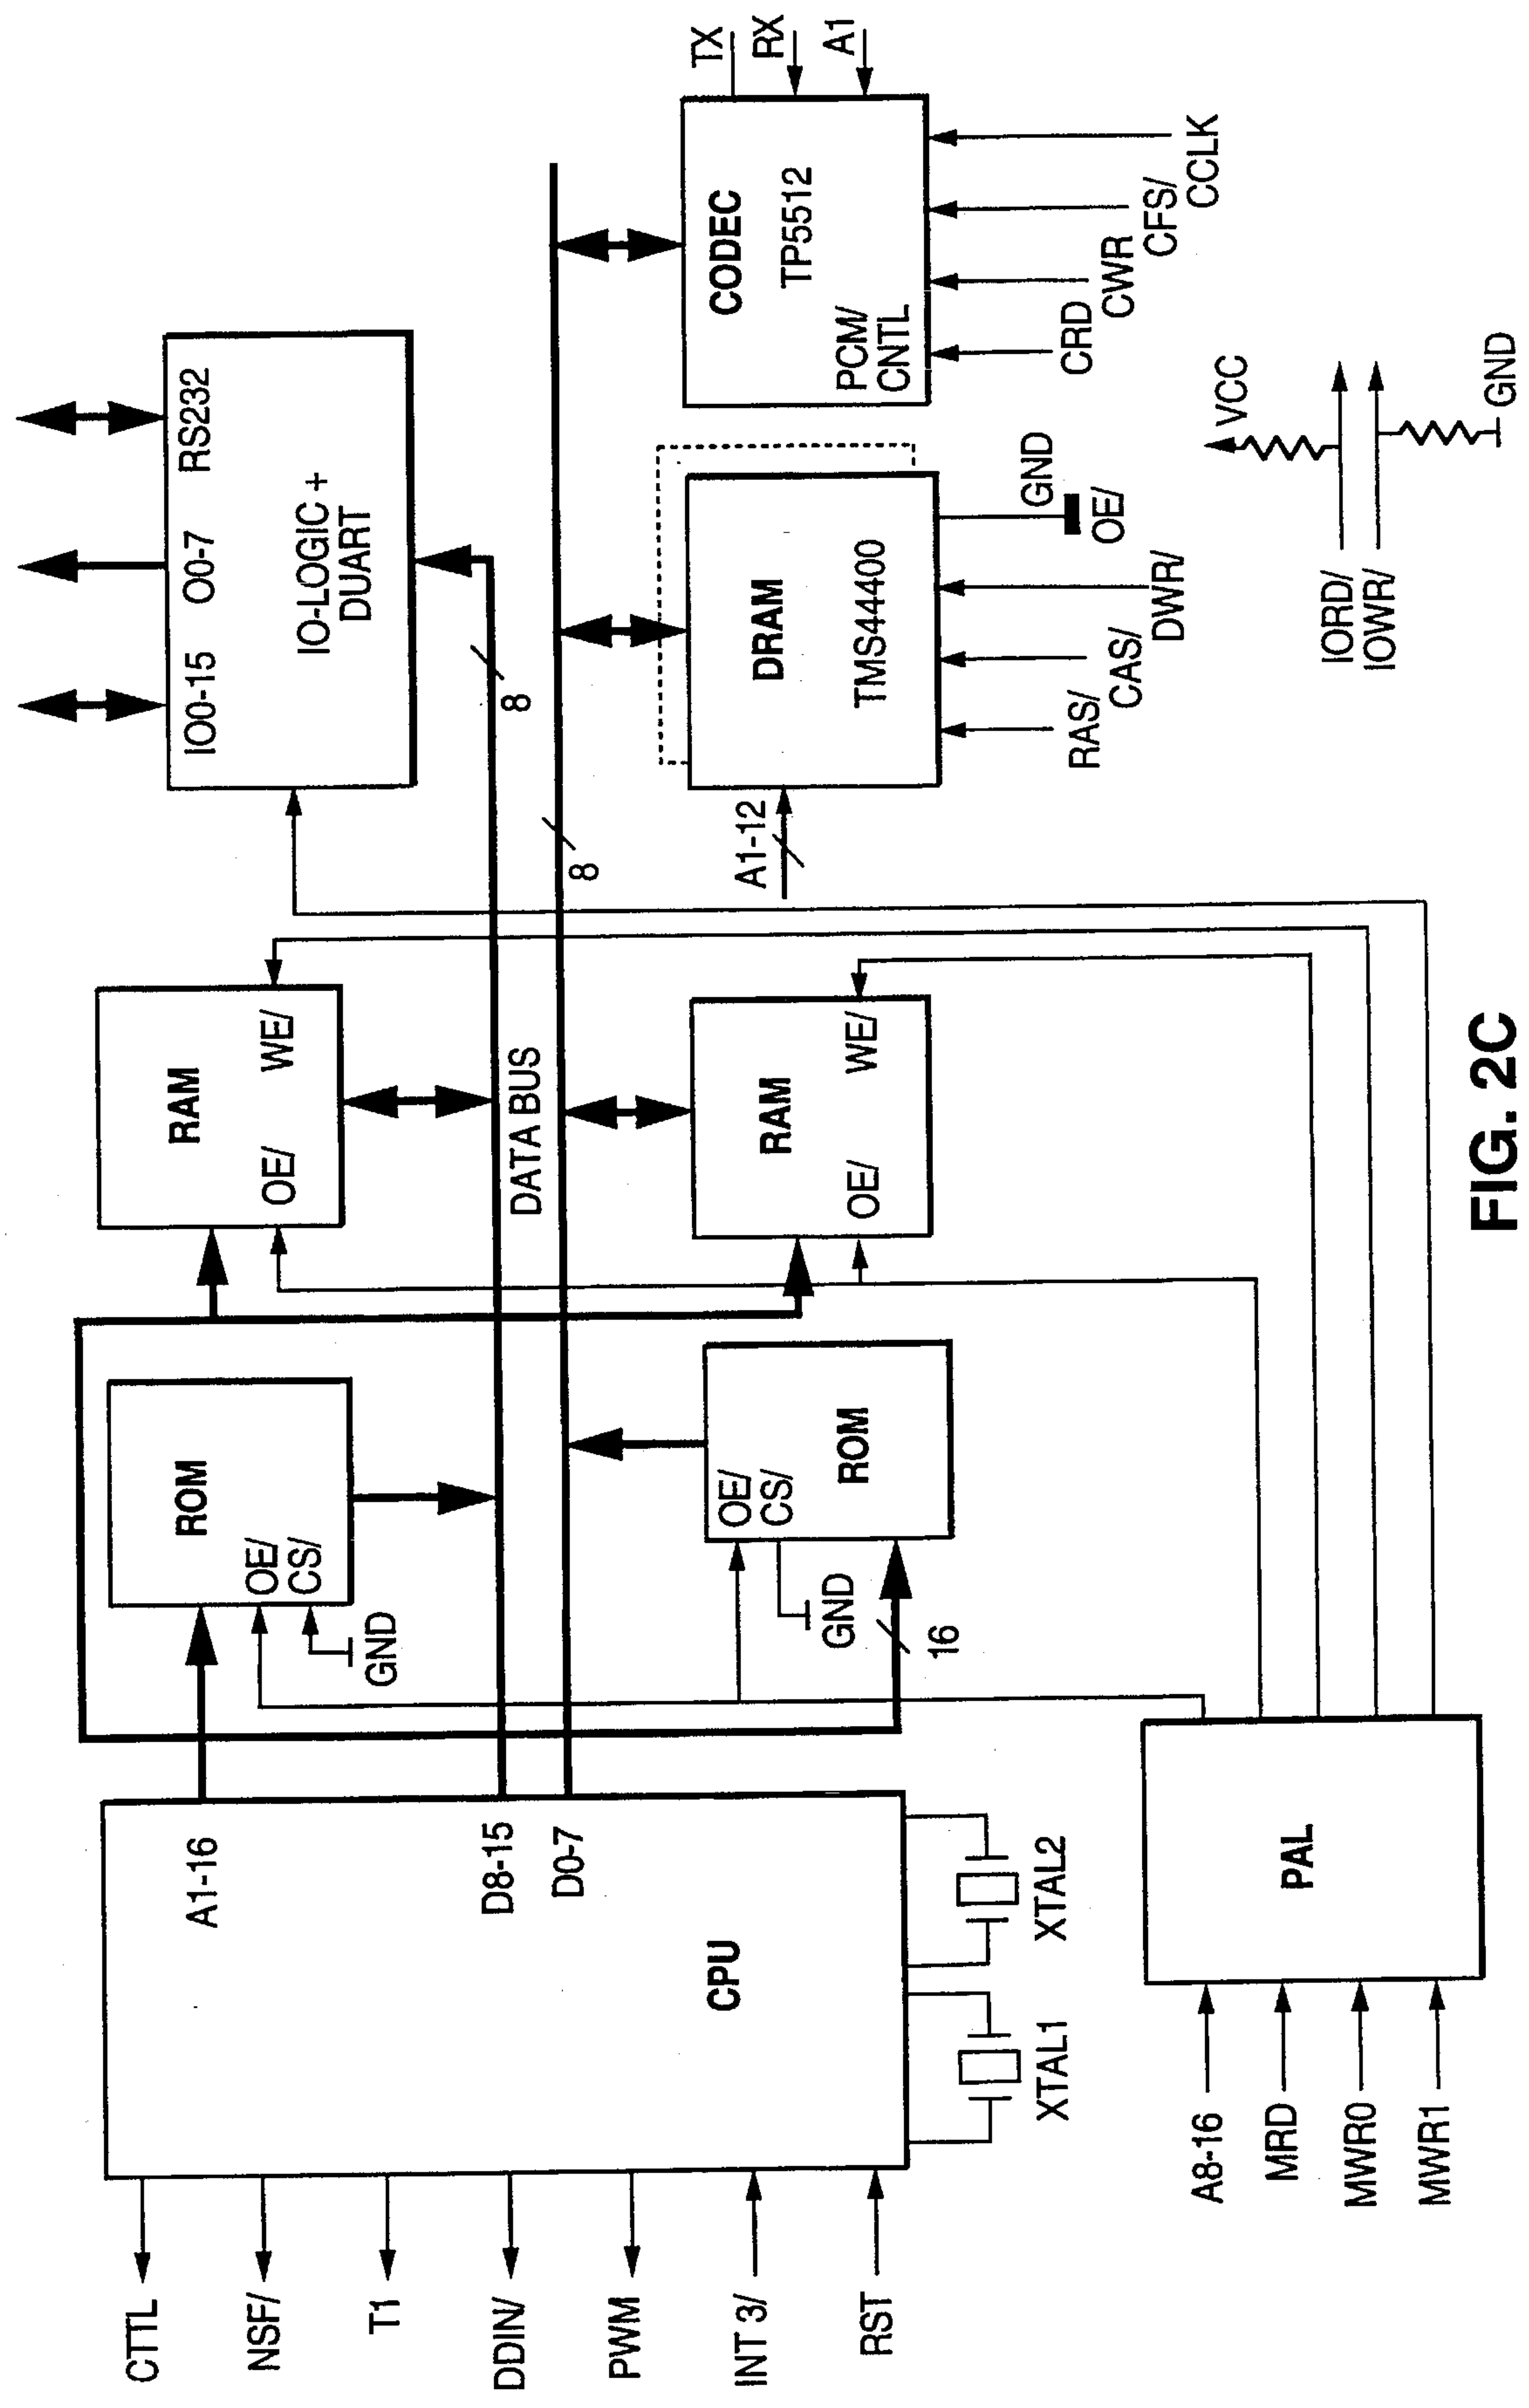 CTTL
NSF/
T1
DDIN/
PWM
INT 3/
RST
A1-16
D8-15
D0-7
CPU
XTAL1
XTAL2
ROM
OE/
CS/
GND
ROM
OE/
CS/
GND
16
RAM
OE/
WE/
DATA BUS
RAM
OE/
WE/
IO0-15
O0-7
RS232
IO-LOGIC +
DUART
8
8
A1-12
DRAM
TMS44400
RAS/
CAS/
DWR/
OE/
GND
CODEC
TP5512
PCM/
CNTL
TX
RX
A1
CRD
CWR
CFS/
CCLK
PAL
A8-16
MRD
MWR0
MWR1
IORD/
IOWR/
VCC
GND
FIG. 2C